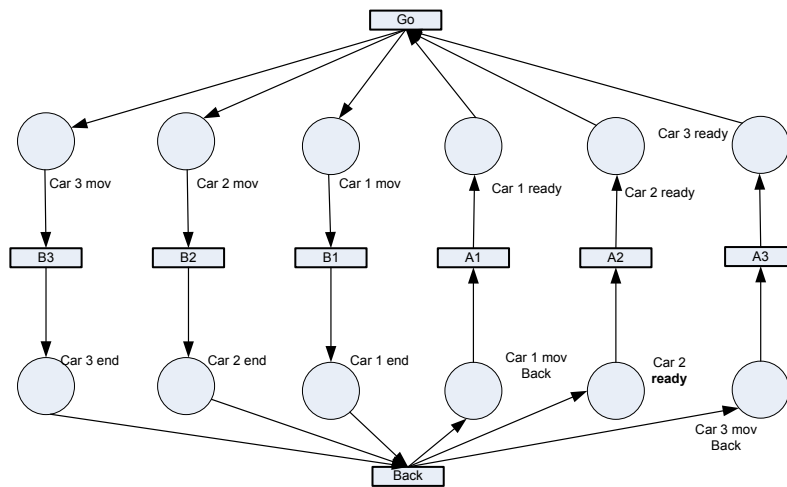 Go
Car 3 mov
Car 2 mov
Car 1 mov
Car 1 ready
Car 2 ready
Car 3 ready
B3
B2
B1
A1
A2
A3
Car 3 end
Car 2 end
Car 1 end
Car 1 mov
Back
Car 2
ready
Car 3 mov
Back
Back